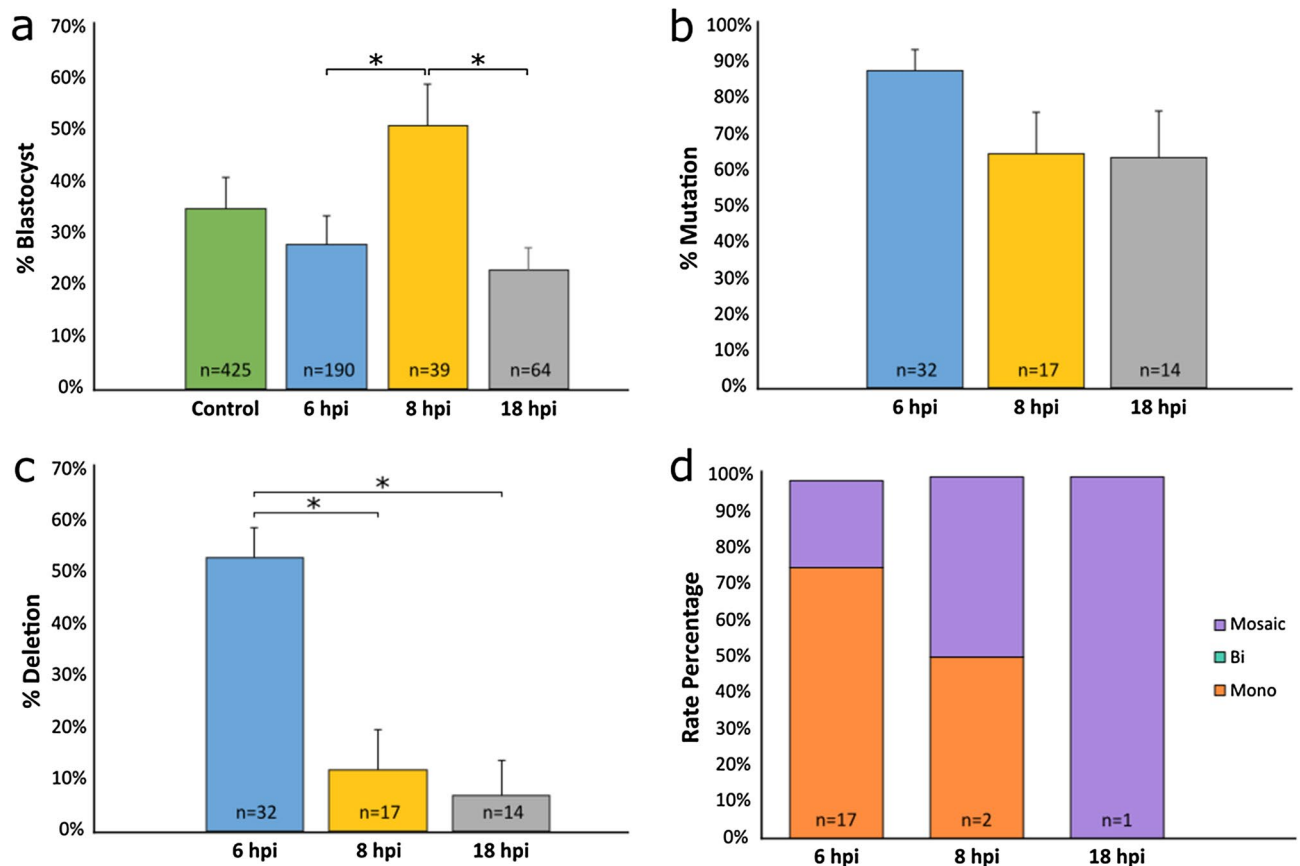 a
% Blastocyst
70%
60%
50%
40%
30%
20%
10%
0%
* *
n=425 n=190 n=39 n=64
Control 6 hpi 8 hpi 18 hpi
b
% Mutation
100%
90%
80%
70%
60%
50%
40%
30%
20%
10%
0%
n=32 n=17 n=14
6 hpi 8 hpi 18 hpi
c
% Deletion
70%
60%
50%
40%
30%
20%
10%
0%
*
*
n=32 n=17 n=14
6 hpi 8 hpi 18 hpi
d
Rate Percentage
100%
90%
80%
70%
60%
50%
40%
30%
20%
10%
0%
n=17 n=2 n=1
6 hpi 8 hpi 18 hpi
Mosaic
Bi
Mono